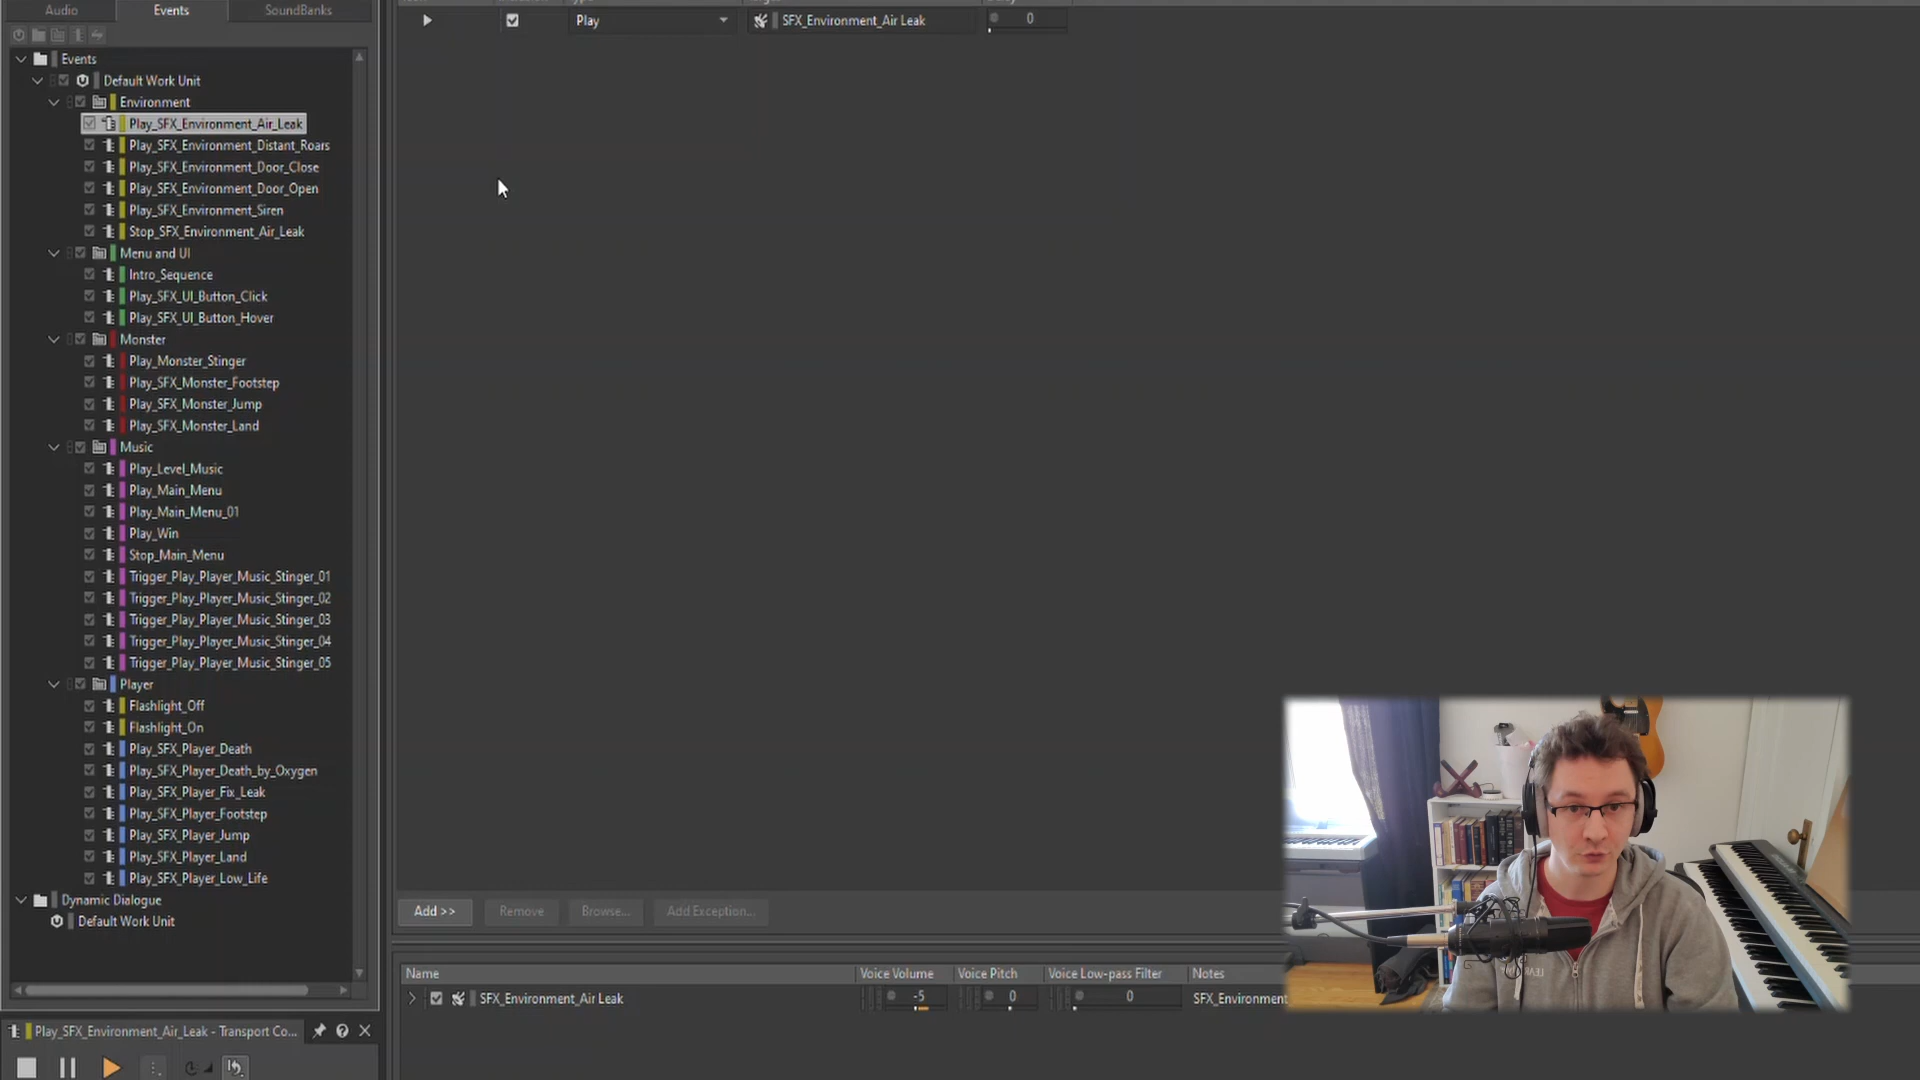 Audio Events SoundBanks
Play SFX_Environment_Air Leak 0
Events
Default Work Unit
Environment
Play_SFX_Environment_Air_Leak
Play_SFX_Environment_Distant_Roars
Play_SFX_Environment_Door_Close
Play_SFX_Environment_Door_Open
Play_SFX_Environment_Siren
Stop_SFX_Environment_Air_Leak
Menu and UI
Intro_Sequence
Play_SFX_UI_Button_Click
Play_SFX_UI_Button_Hover
Monster
Play_Monster_Stinger
Play_SFX_Monster_Footstep
Play_SFX_Monster_Jump
Play_SFX_Monster_Land
Music
Play_Level_Music
Play_Main_Menu
Play_Main_Menu_01
Play_Win
Stop_Main_Menu
Trigger_Play_Player_Music_Stinger_01
Trigger_Play_Player_Music_Stinger_02
Trigger_Play_Player_Music_Stinger_03
Trigger_Play_Player_Music_Stinger_04
Trigger_Play_Player_Music_Stinger_05
Player
Flashlight_Off
Flashlight_On
Play_SFX_Player_Death
Play_SFX_Player_Death_by_Oxygen
Play_SFX_Player_Fix_Leak
Play_SFX_Player_Footstep
Play_SFX_Player_Jump
Play_SFX_Player_Land
Play_SFX_Player_Low_Life
Dynamic Dialogue
Default Work Unit
Add >> Remove Browse... Add Exception...
Name Voice Volume Voice Pitch Voice Low-pass Filter Notes
SFX_Environment_Air Leak -5 0 0 SFX_Environment
Play_SFX_Environment_Air_Leak - Transport Co...